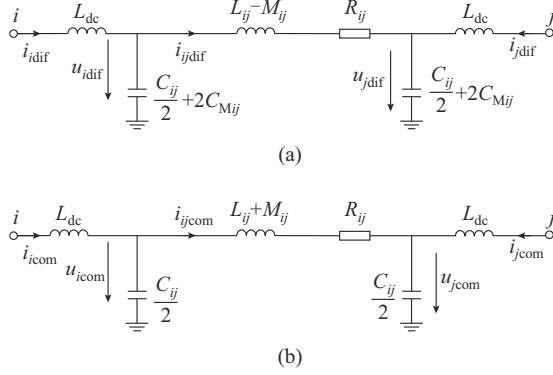 i L_dc L_ij−M_ij R_ij L_dc j
i_idif i_ijdif i_jdif
u_idif C_ij/2 +2C_Mij u_jdif C_ij/2 +2C_Mij
(a)
i L_dc i_ijcom L_ij+M_ij R_ij L_dc j
i_icom i_jcom
u_icom C_ij/2 C_ij/2 u_jcom
(b)